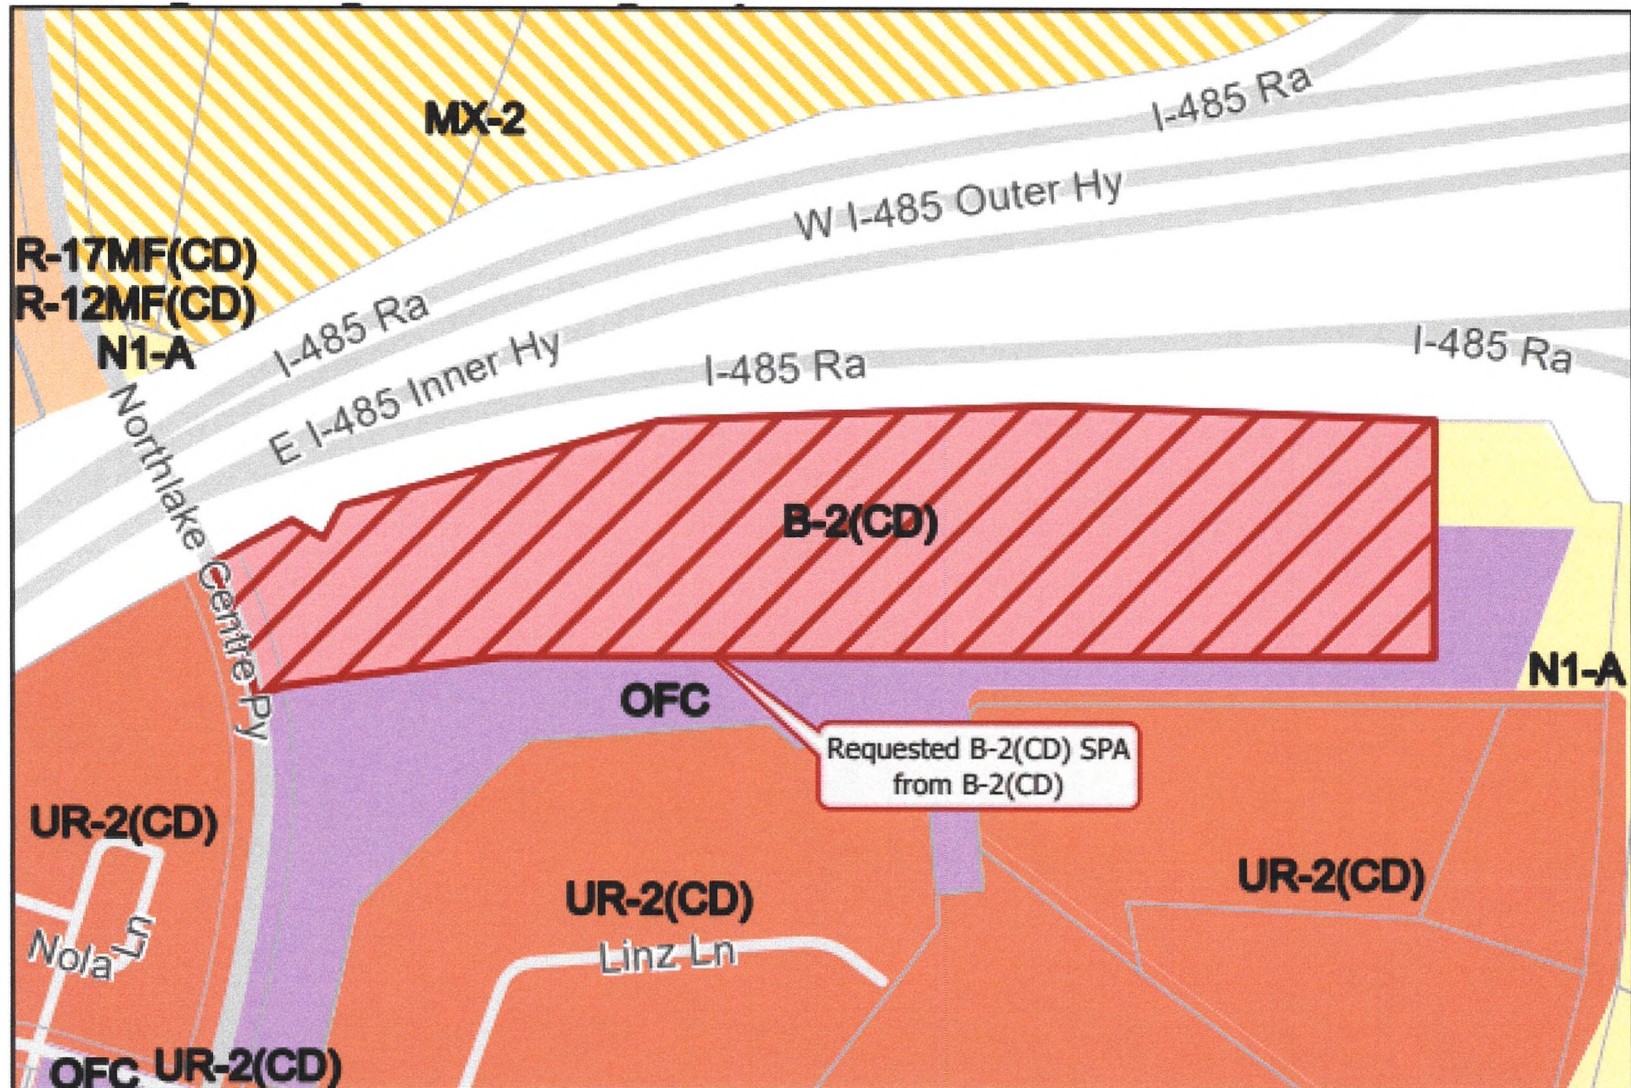 I-485 Ra
MX-2
W I-485 Outer Hy
R-17MF(CD)
R-12MF(CD)
I-485 Ra
N1-A
E I-485 Inner Hy
I-485 Ra
I-485 Ra
Northlake Centre Py
B-2(CD)
N1-A
OFC
Requested B-2(CD) SPA
from B-2(CD)
UR-2(CD)
UR-2(CD)
UR-2(CD)
Nola Ln
Linz Ln
OFC
UR-2(CD)